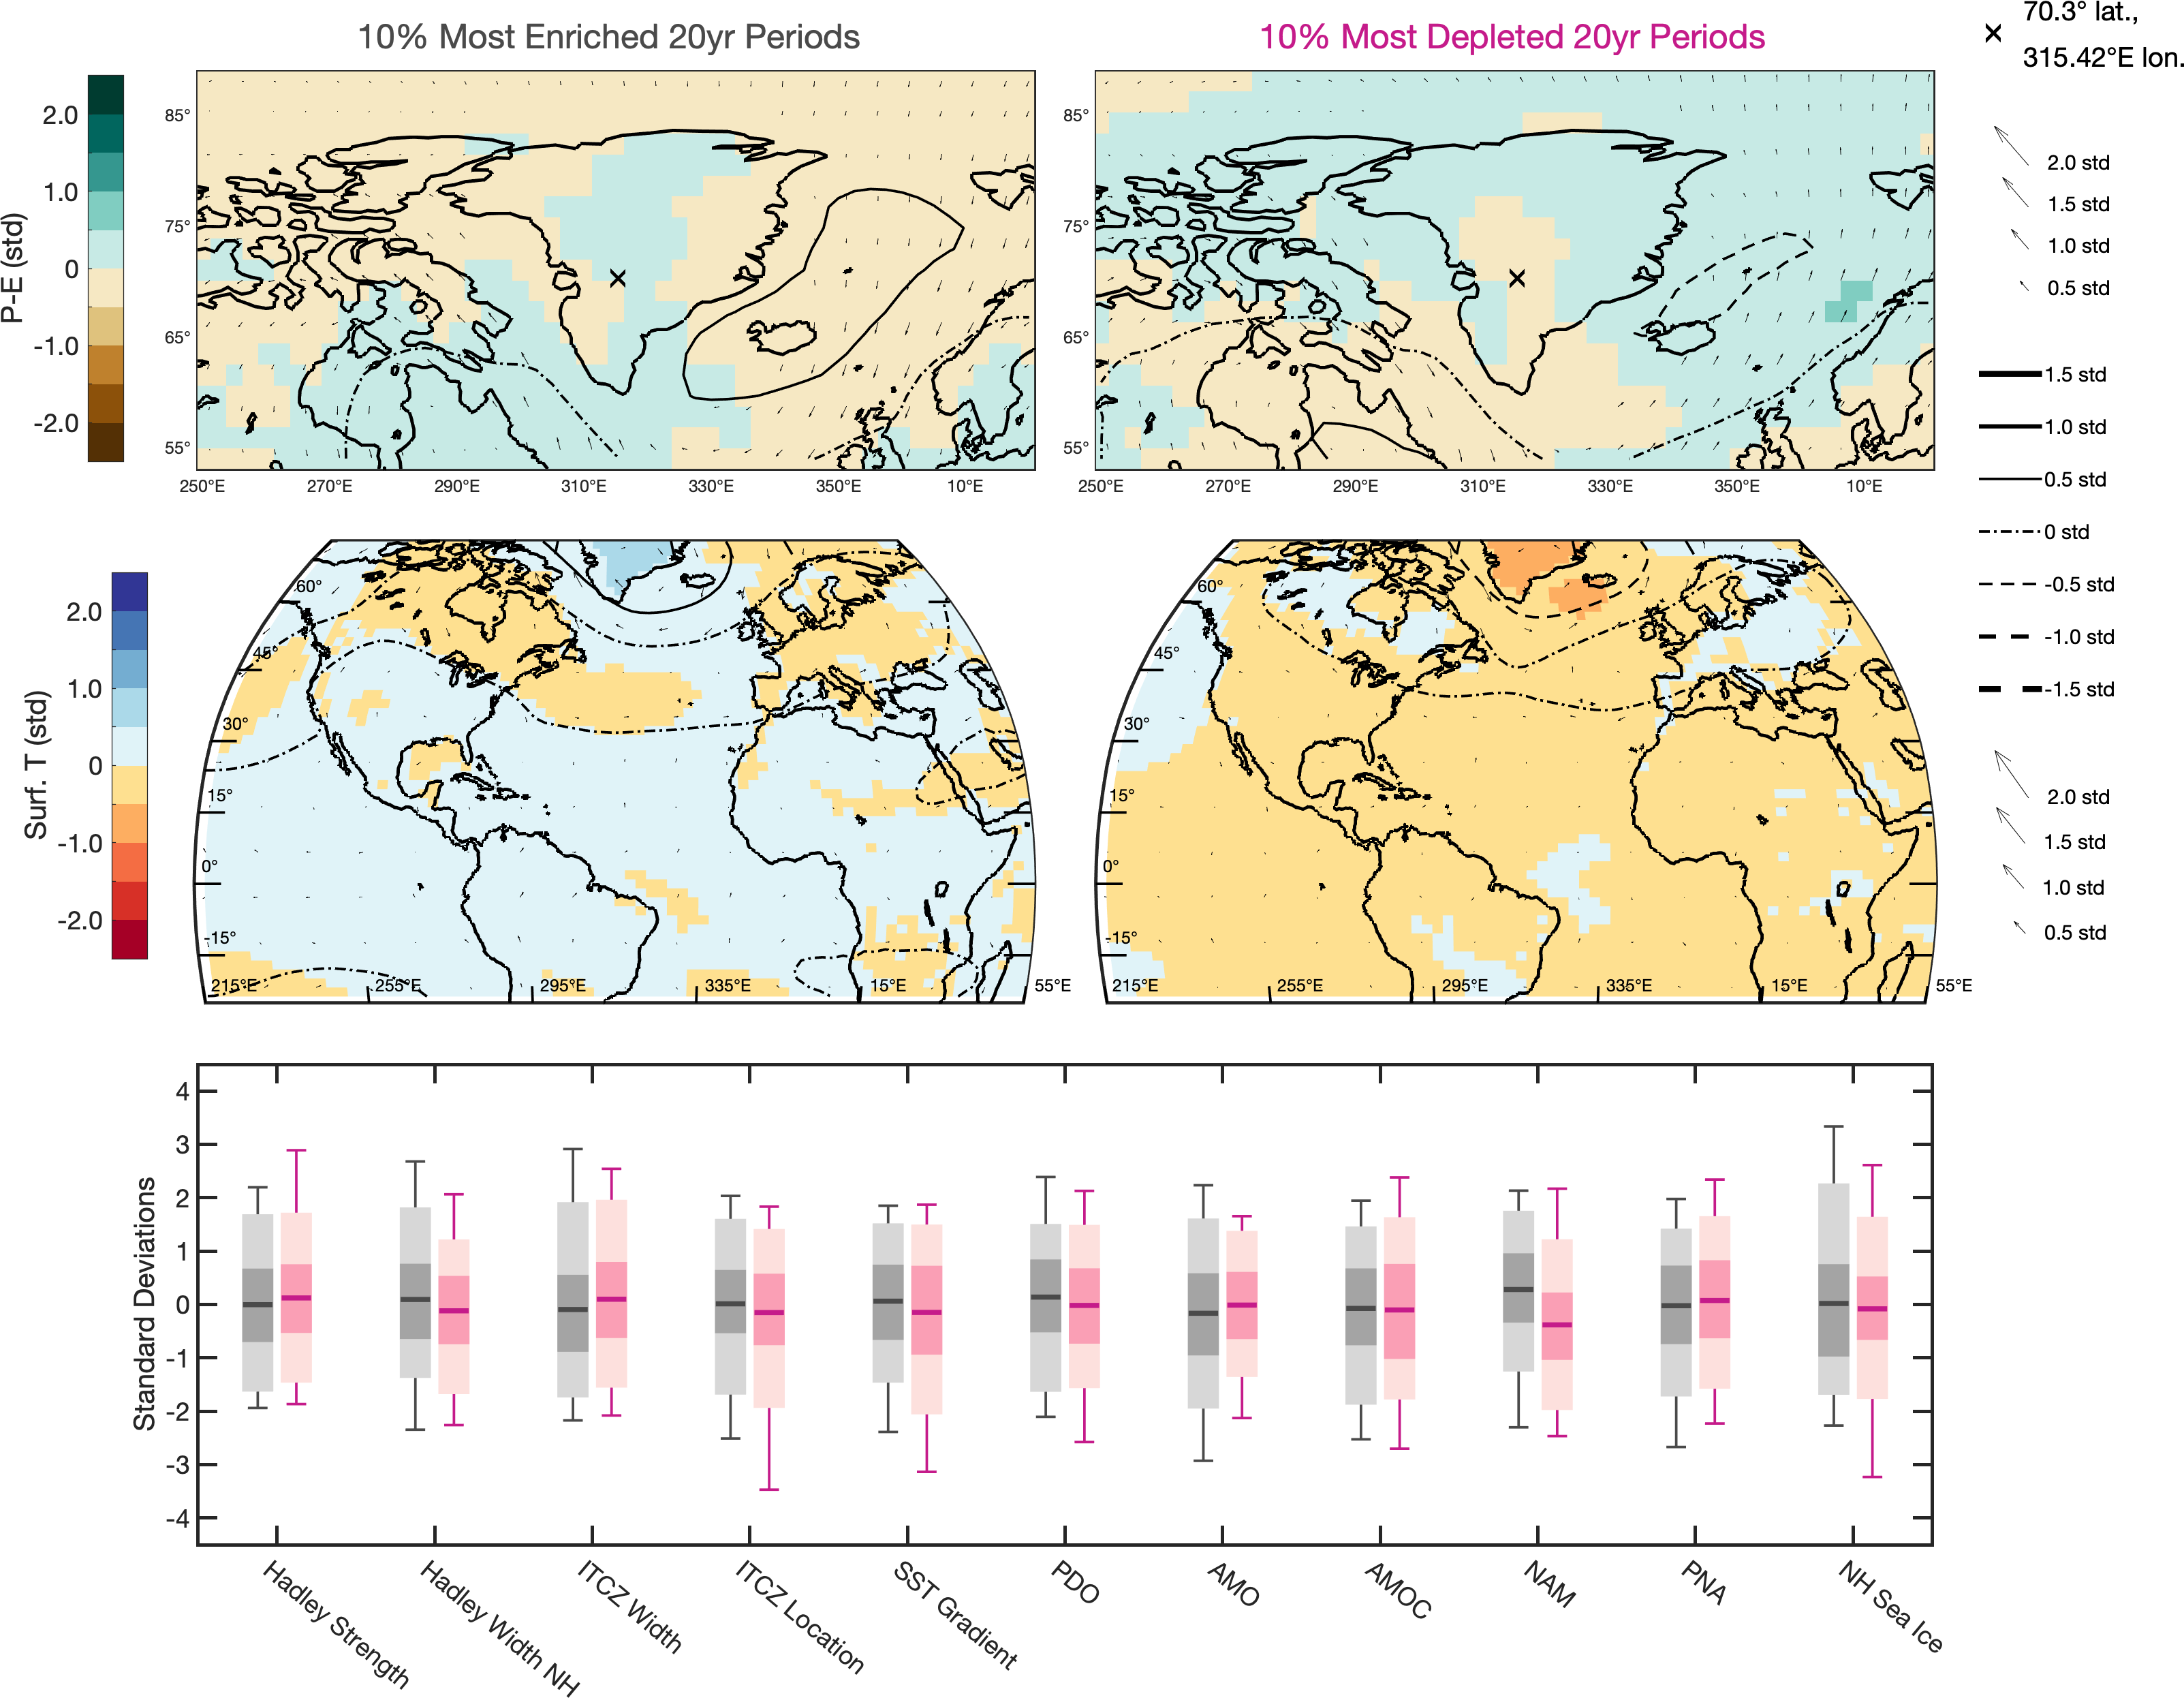 10% Most Enriched 20yr Periods
10% Most Depleted 20yr Periods
70.3° lat.,
315.42°E lon.
P-E (std)
2.0
1.0
0
-1.0
-2.0
85°
75°
65°
55°
250°E 270°E 290°E 310°E 330°E 350°E 10°E
85°
75°
65°
55°
250°E 270°E 290°E 310°E 330°E 350°E 10°E
2.0 std
1.5 std
1.0 std
0.5 std
1.5 std
1.0 std
0.5 std
0 std
-0.5 std
-1.0 std
-1.5 std
Surf. T (std)
2.0
1.0
0
-1.0
-2.0
60°
45°
30°
15°
0°
-15°
215°E 255°E 295°E 335°E 15°E 55°E
60°
45°
30°
15°
0°
-15°
215°E 255°E 295°E 335°E 15°E 55°E
2.0 std
1.5 std
1.0 std
0.5 std
Standard Deviations
4
3
2
1
0
-1
-2
-3
-4
Hadley Strength
Hadley Width NH
ITCZ Width
ITCZ Location
SST Gradient
PDO
AMO
AMOC
NAM
PNA
NH Sea Ice